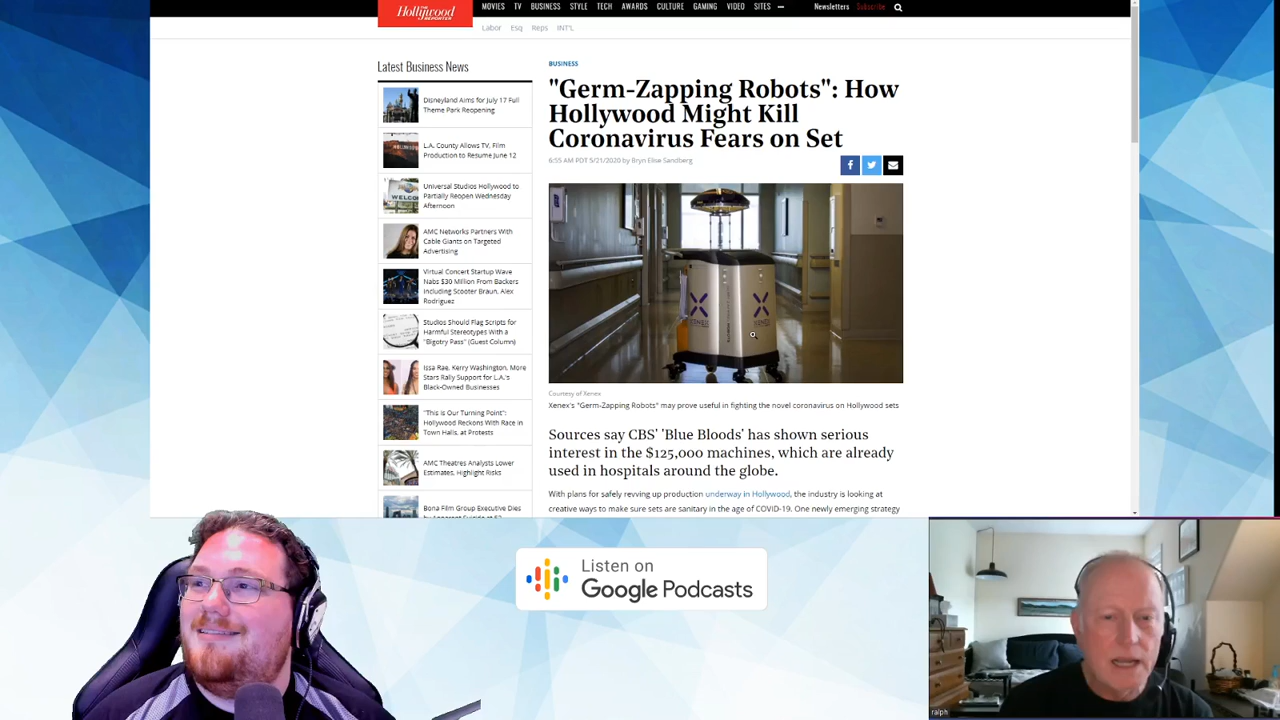 Hollywood
REPORTER
MOVIES TV BUSINESS STYLE TECH AWARDS CULTURE GAMING VIDEO SITES
Newsletters Subscribe
Labor Esq Reps INT'L
Latest Business News
Disneyland Aims for July 17 Full
Theme Park Reopening
L.A. County Allows TV, Film
Production to Resume June 12
WELCO
Universal Studios Hollywood to
Partially Reopen Wednesday
Afternoon
AMC Networks Partners With
Cable Giants on Targeted
Advertising
Virtual Concert Startup Wave
Nabs $30 Million From Backers
Including Scooter Braun, Alex
Rodriguez
Studios Should Flag Scripts for
Harmful Stereotypes With a
"Bigotry Pass" (Guest Column)
Issa Rae, Kerry Washington, More
Stars Rally Support for L.A.'s
Black-Owned Businesses
"This Is Our Turning Point":
Hollywood Reckons With Race in
Town Halls, at Protests
AMC Theatres Analysts Lower
Estimates, Highlight Risks
Bona Film Group Executive Dies
BUSINESS
"Germ-Zapping Robots": How
Hollywood Might Kill
Coronavirus Fears on Set
6:55 AM PDT 5/21/2020 by Bryn Elise Sandberg
XENEX
XENEX
Courtesy of Xenex
Xenex's "Germ-Zapping Robots" may prove useful in fighting the novel coronavirus on Hollywood sets
Sources say CBS' 'Blue Bloods' has shown serious
interest in the $125,000 machines, which are already
used in hospitals around the globe.
With plans for safely revving up production underway in Hollywood, the industry is looking at
creative ways to make sure sets are sanitary in the age of COVID-19. One newly emerging strategy
Listen on
Google Podcasts
ralph